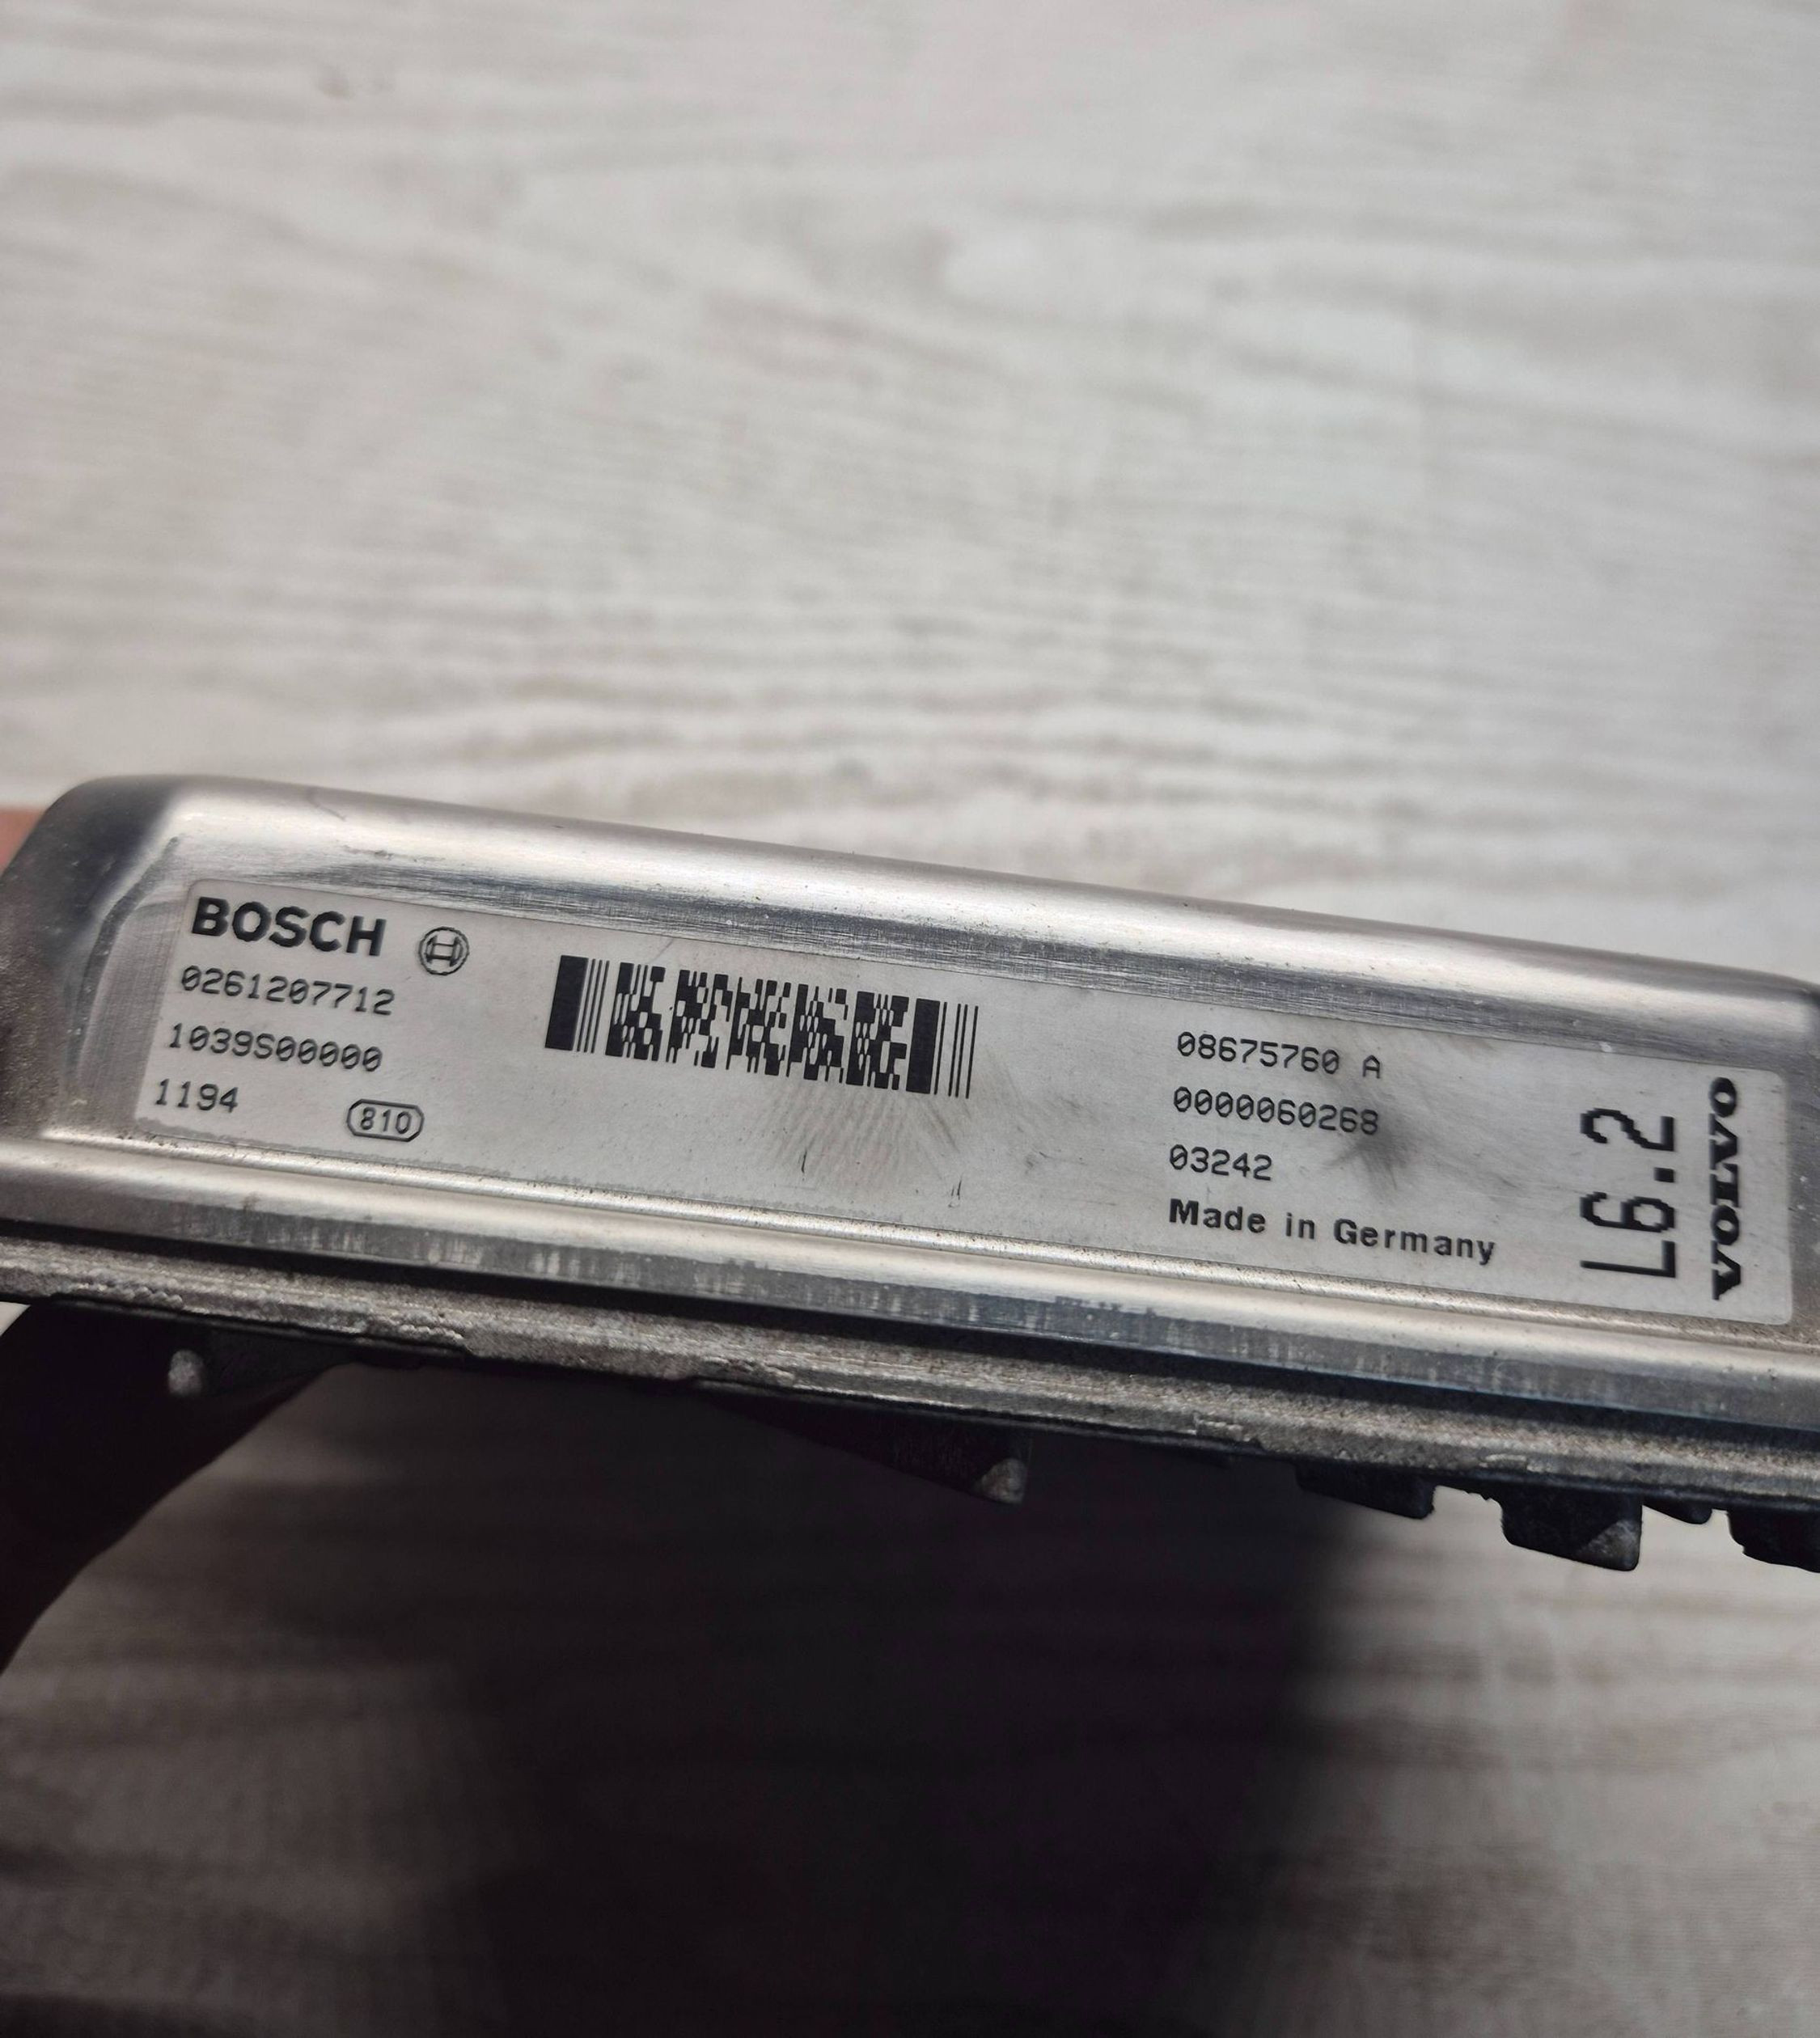 BOSCH
0261207712
1039S00000
1194 810
08675760 A
0000060268
03242
Made in Germany
L6.2
VOLVO